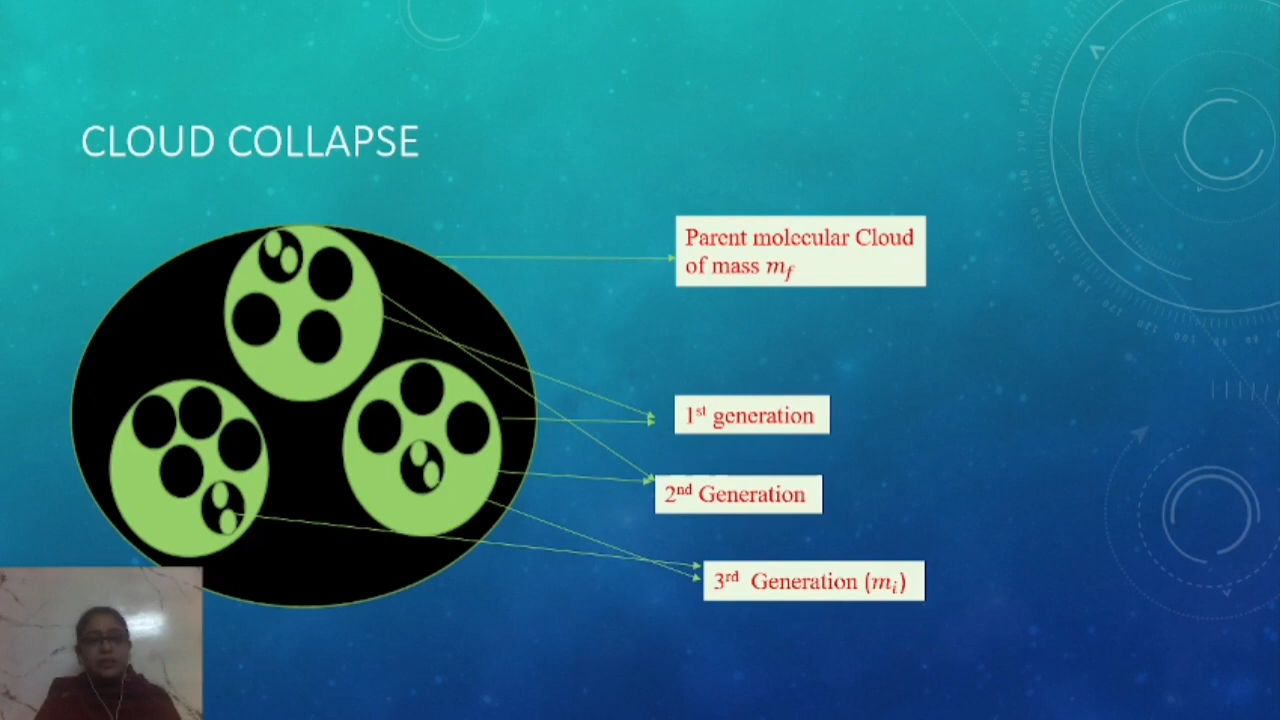 CLOUD COLLAPSE
Parent molecular Cloud
of mass m_f
1st generation
2nd Generation
3rd Generation (m_i)